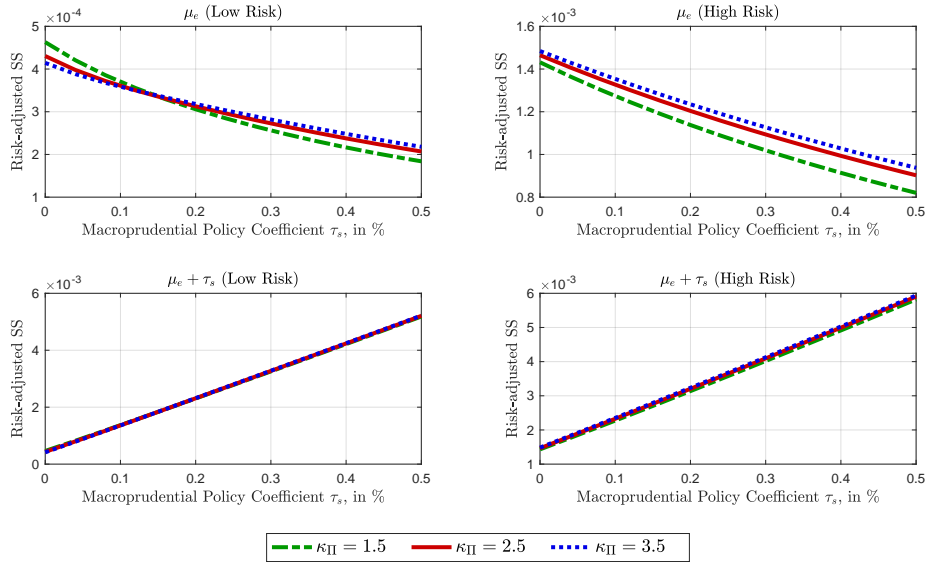 μ_e (Low Risk)
×10^-4
5
4
3
2
1
Risk-adjusted SS
0 0.1 0.2 0.3 0.4 0.5
Macroprudential Policy Coefficient τ_s, in %
μ_e (High Risk)
×10^-3
1.6
1.4
1.2
1
0.8
Risk-adjusted SS
0 0.1 0.2 0.3 0.4 0.5
Macroprudential Policy Coefficient τ_s, in %
μ_e + τ_s (Low Risk)
×10^-3
6
4
2
0
Risk-adjusted SS
0 0.1 0.2 0.3 0.4 0.5
Macroprudential Policy Coefficient τ_s, in %
μ_e + τ_s (High Risk)
×10^-3
6
5
4
3
2
1
Risk-adjusted SS
0 0.1 0.2 0.3 0.4 0.5
Macroprudential Policy Coefficient τ_s, in %
κ_Π = 1.5 κ_Π = 2.5 κ_Π = 3.5